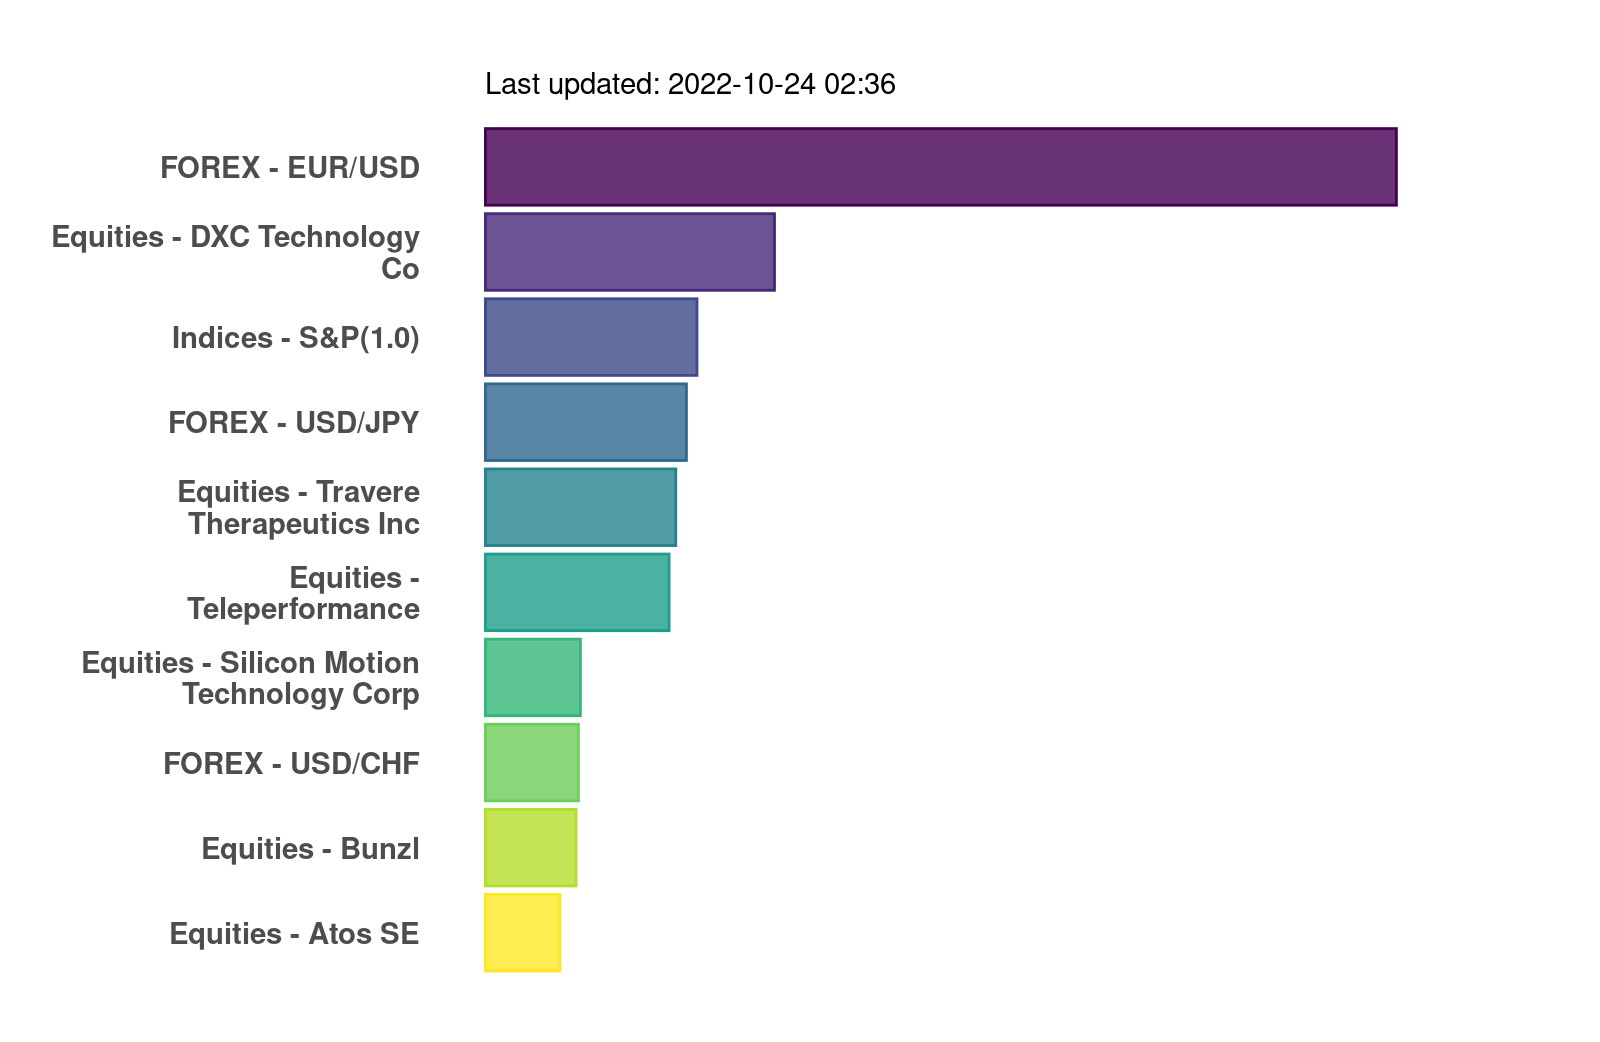 Last updated: 2022-10-24 02:36
FOREX - EUR/USD
Equities - DXC Technology
Co
Indices - S&P(1.0)
FOREX - USD/JPY
Equities - Travere
Therapeutics Inc
Equities -
Teleperformance
Equities - Silicon Motion
Technology Corp
FOREX - USD/CHF
Equities - Bunzl
Equities - Atos SE